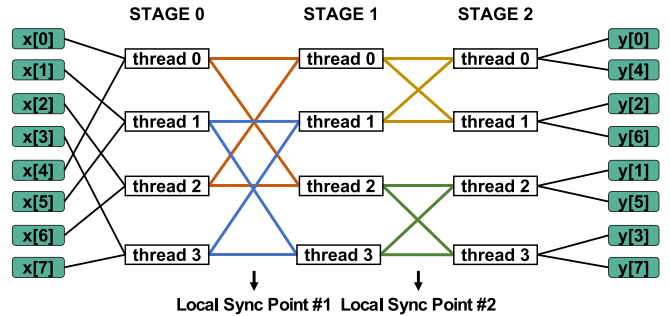 STAGE 0 STAGE 1 STAGE 2
x[0] y[0]
thread 0 thread 0 thread 0
x[1] y[4]
x[2] y[2]
thread 1 thread 1 thread 1
x[3] y[6]
x[4] y[1]
thread 2 thread 2 thread 2
x[5] y[5]
x[6] y[3]
thread 3 thread 3 thread 3
x[7] y[7]
Local Sync Point #1 Local Sync Point #2